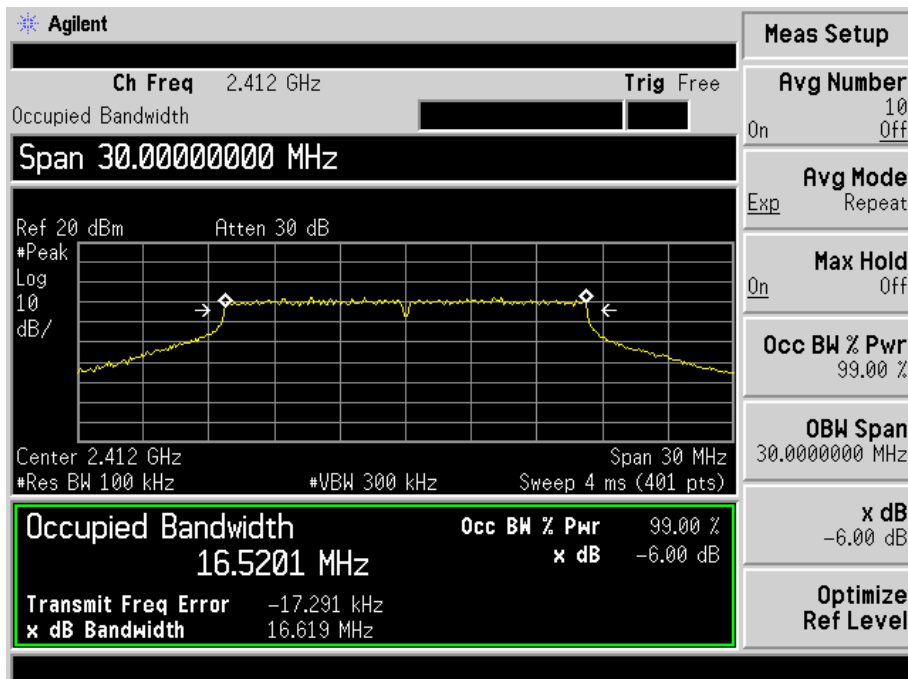 Agilent
Meas Setup
Ch Freq 2.412 GHz Trig Free
Occupied Bandwidth
Span 30.00000000 MHz
Ref 20 dBm Atten 30 dB
#Peak
Log
10
dB/
Center 2.412 GHz Span 30 MHz
#Res BW 100 kHz #VBW 300 kHz Sweep 4 ms (401 pts)
Occupied Bandwidth
16.5201 MHz
Occ BW % Pwr 99.00 %
x dB -6.00 dB
Transmit Freq Error -17.291 kHz
x dB Bandwidth 16.619 MHz
Avg Number
10
On Off
Avg Mode
Exp Repeat
Max Hold
On Off
Occ BW % Pwr
99.00 %
OBW Span
30.0000000 MHz
x dB
-6.00 dB
Optimize
Ref Level